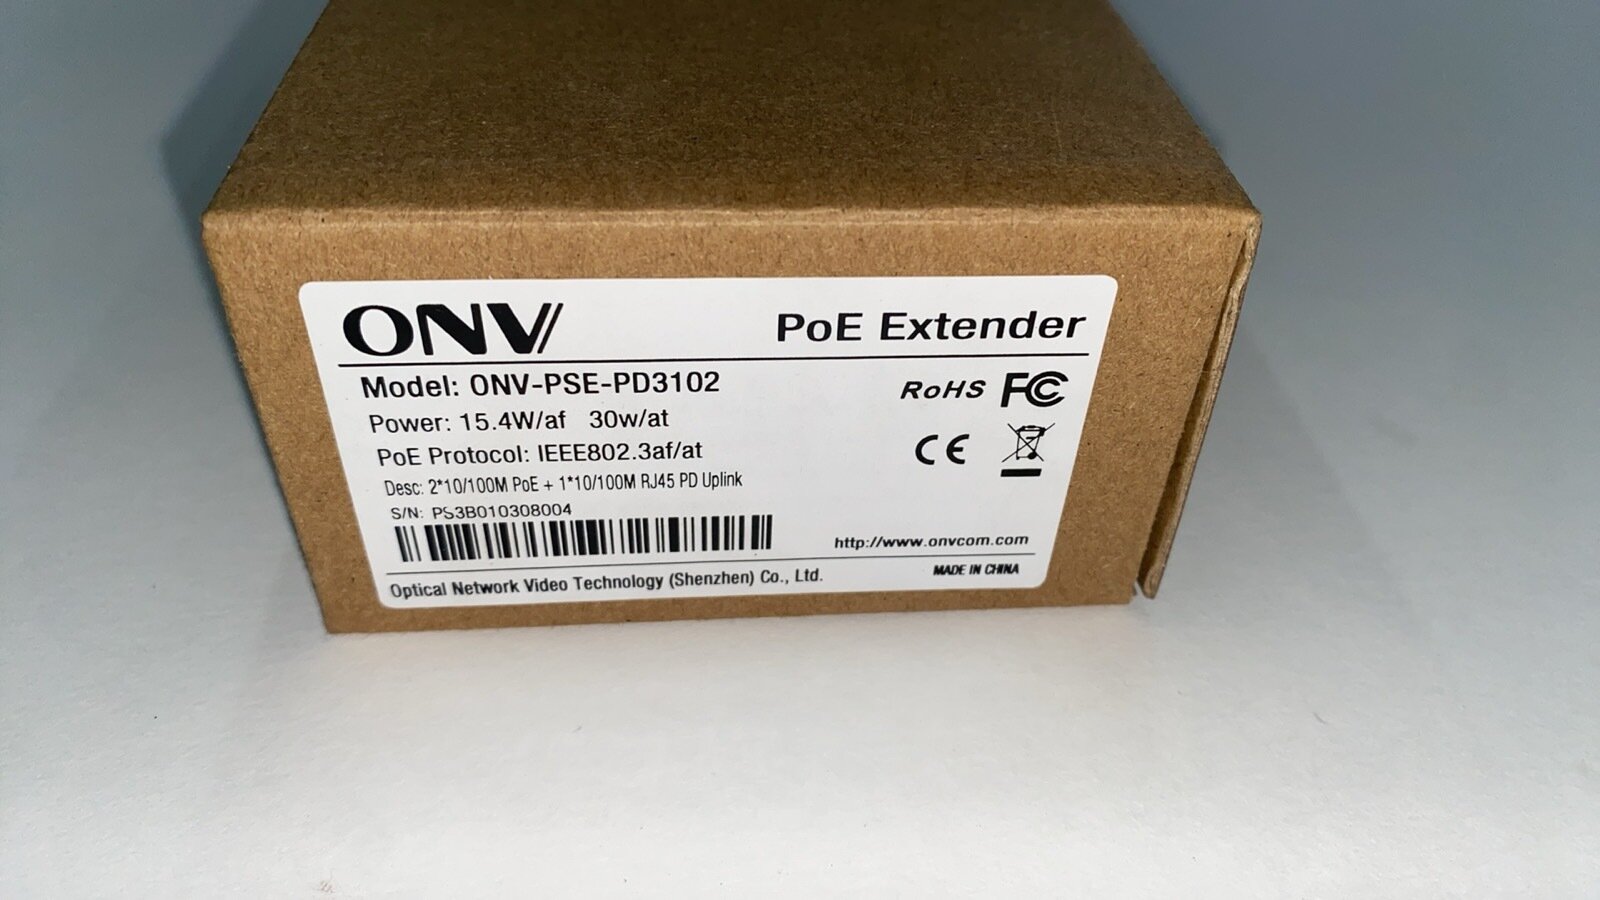 ONV
PoE Extender
Model: ONV-PSE-PD3102
Power: 15.4W/af 30w/at
PoE Protocol: IEEE802.3af/at
Desc: 2*10/100M PoE + 1*10/100M RJ45 PD Uplink
S/N: PS3B010308004
RoHS FC
CE
http://www.onvcom.com
Optical Network Video Technology (Shenzhen) Co., Ltd.
MADE IN CHINA